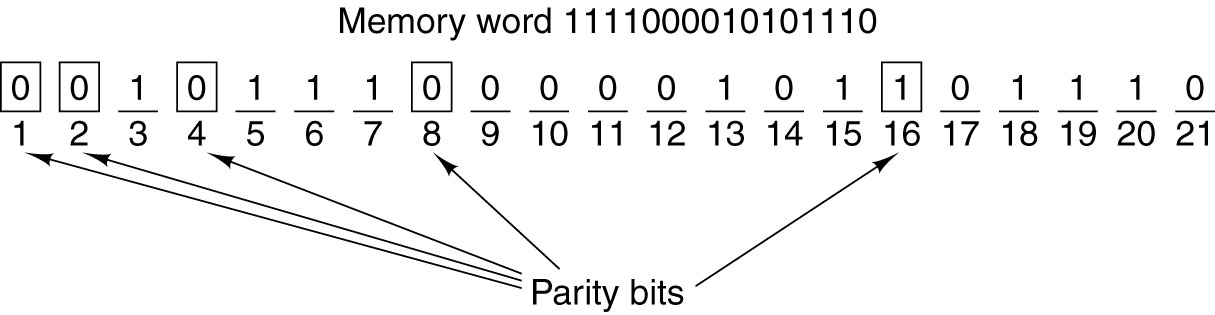 Memory word 1111000010101110
0 0 1 0 1 1 1 0 0 0 0 0 1 0 1 1 0 1 1 1 0
1 2 3 4 5 6 7 8 9 10 11 12 13 14 15 16 17 18 19 20 21
Parity bits